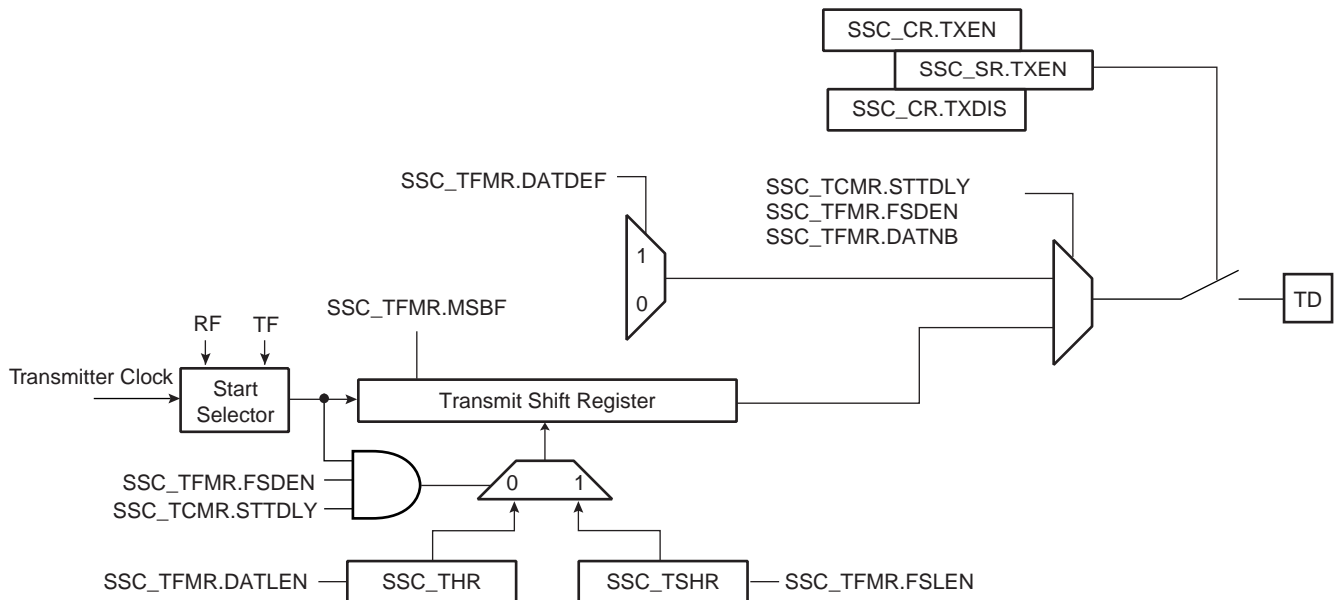 SSC_CR.TXEN
SSC_SR.TXEN
SSC_CR.TXDIS
SSC_TFMR.DATDEF
SSC_TCMR.STTDLY
SSC_TFMR.FSDEN
SSC_TFMR.DATNB
1
0
TD
SSC_TFMR.MSBF
RF
TF
Transmitter Clock
Start
Selector
Transmit Shift Register
SSC_TFMR.FSDEN
SSC_TCMR.STTDLY
0
1
SSC_TFMR.DATLEN
SSC_THR
SSC_TSHR
SSC_TFMR.FSLEN